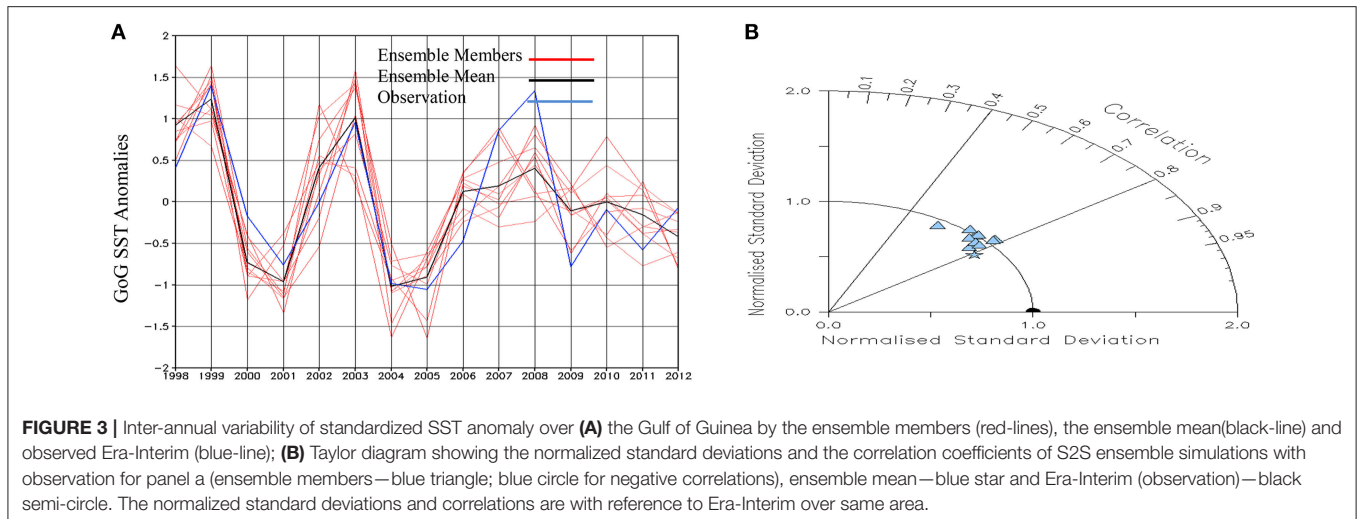 A
B
Ensemble Members
Ensemble Mean
Observation
GoG SST Anomalies
2
1.5
1
0.5
0
-0.5
-1
-1.5
-2
1998 1999 2000 2001 2002 2003 2004 2005 2006 2007 2008 2009 2010 2011 2012
Normalised Standard Deviation
2.0
1.0
0.0
0.1 0.2 0.3 0.4 0.5 0.6 0.7 0.8 0.9 0.95
Correlation
0.0 1.0 2.0
Normalised Standard Deviation
FIGURE 3 | Inter-annual variability of standardized SST anomaly over (A) the Gulf of Guinea by the ensemble members (red-lines), the ensemble mean(black-line) and
observed Era-Interim (blue-line); (B) Taylor diagram showing the normalized standard deviations and the correlation coefficients of S2S ensemble simulations with
observation for panel a (ensemble members—blue triangle; blue circle for negative correlations), ensemble mean—blue star and Era-Interim (observation)—black
semi-circle. The normalized standard deviations and correlations are with reference to Era-Interim over same area.